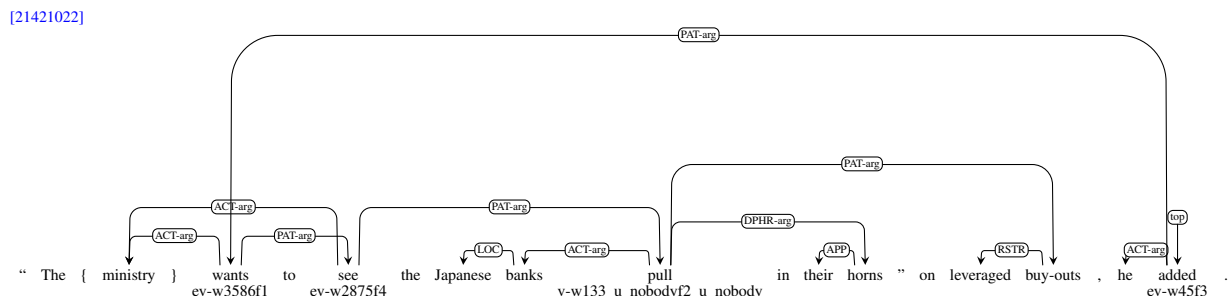 [21421022]
PAT-arg
PAT-arg
ACT-arg PAT-arg DPHR-arg top
ACT-arg PAT-arg LOC ACT-arg APP RSTR ACT-arg
“ The { ministry } wants to see the Japanese banks pull in their horns ” on leveraged buy-outs , he added .
ev-w3586f1 ev-w2875f4 v-w133_u_nobodyf2_u_nobody ev-w45f3